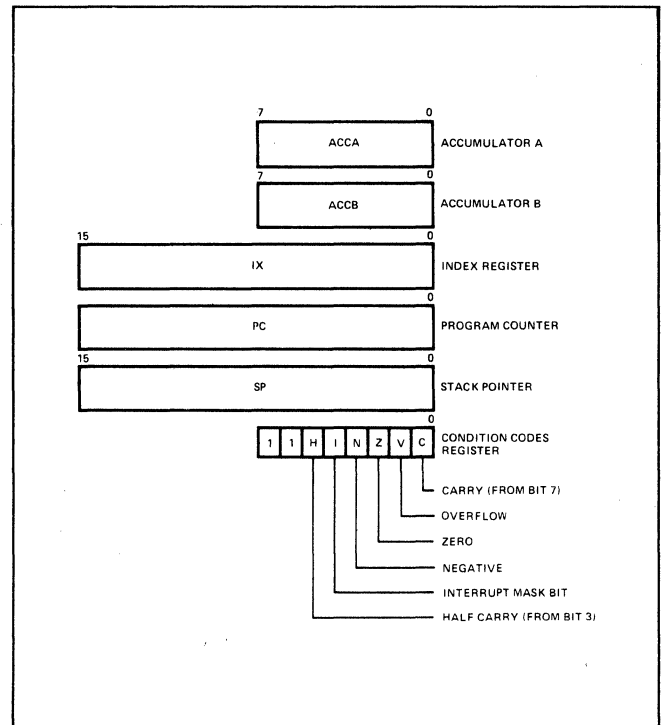 7 0
ACCA ACCUMULATOR A
7 0
ACCB ACCUMULATOR B
15 0
IX INDEX REGISTER
0
PC PROGRAM COUNTER
15 0
SP STACK POINTER
0
1 1 H I N Z V C CONDITION CODES
REGISTER
CARRY (FROM BIT 7)
OVERFLOW
ZERO
NEGATIVE
INTERRUPT MASK BIT
HALF CARRY (FROM BIT 3)